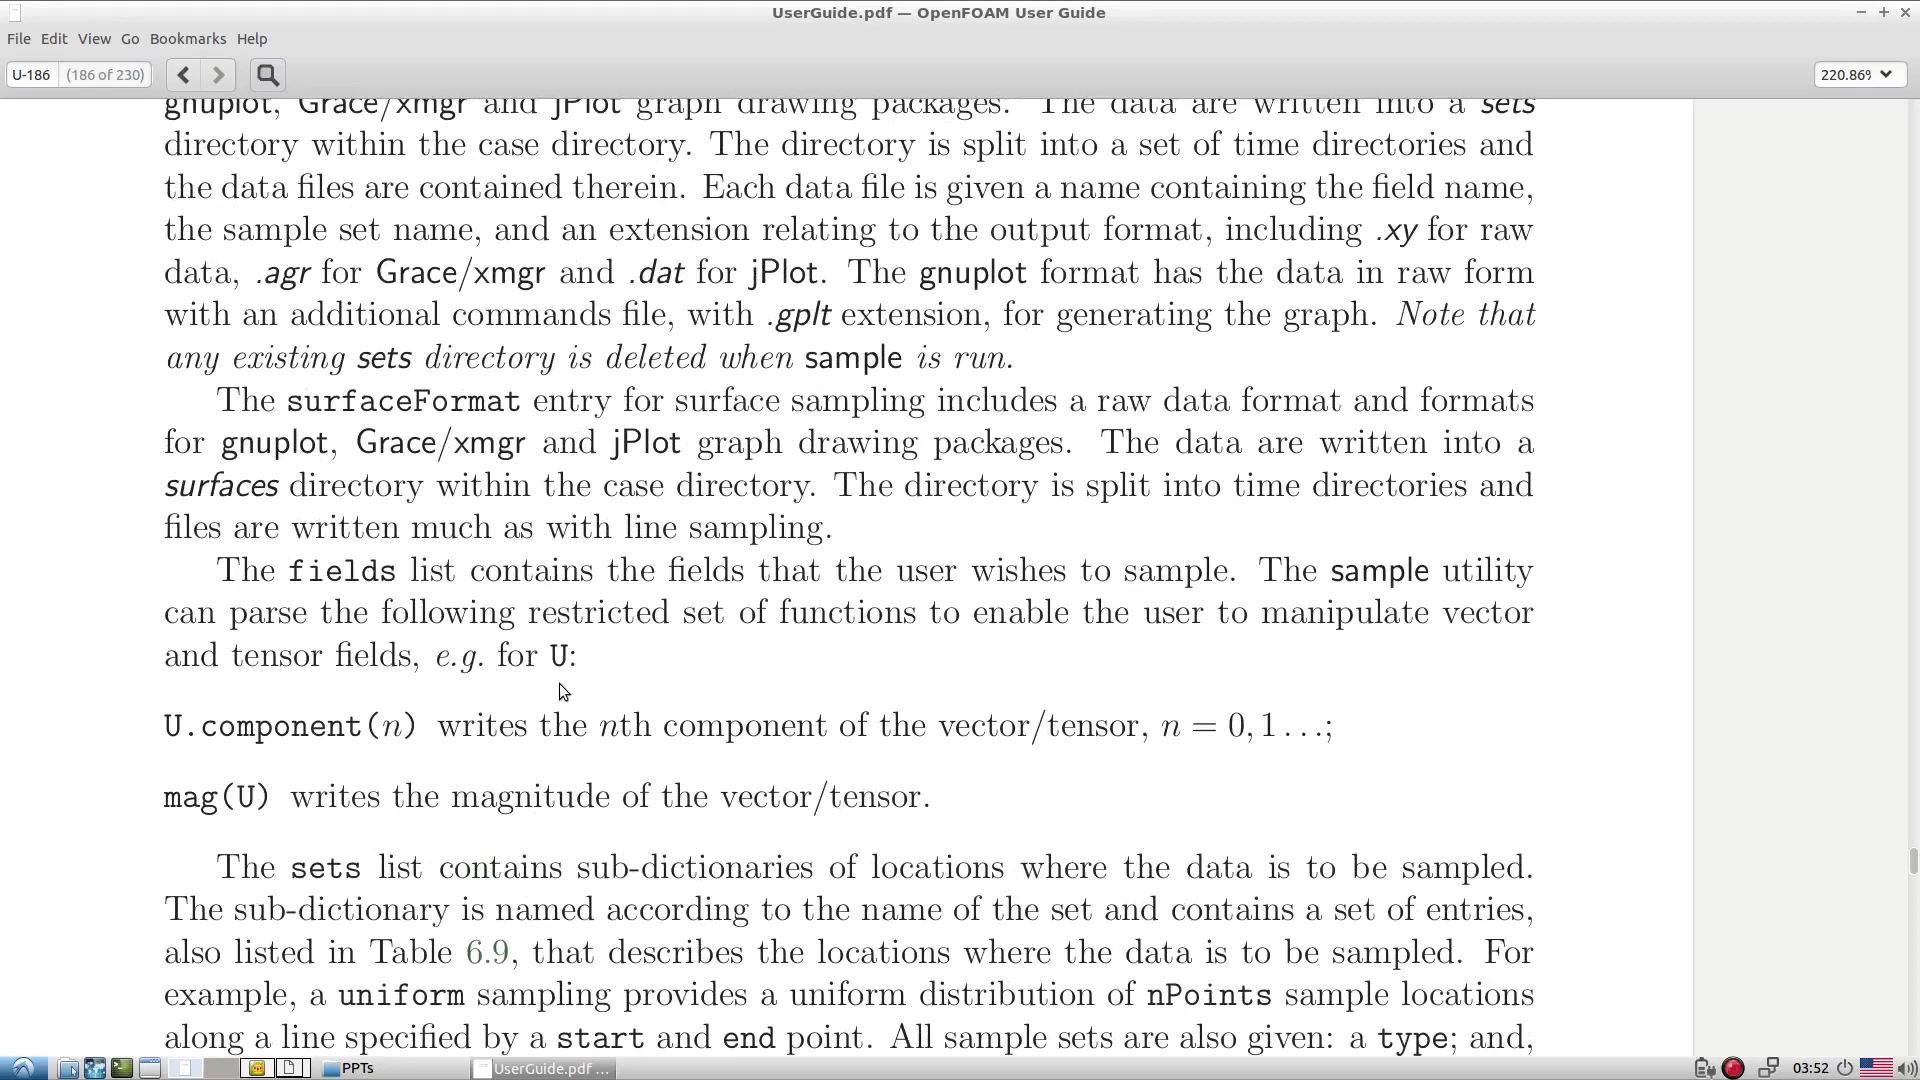 UserGuide.pdf — OpenFOAM User Guide
File Edit View Go Bookmarks Help
U-186 (186 of 230)
220.86%
gnuplot, Grace/xmgr and jPlot graph drawing packages. The data are written into a sets
directory within the case directory. The directory is split into a set of time directories and
the data files are contained therein. Each data file is given a name containing the field name,
the sample set name, and an extension relating to the output format, including .xy for raw
data, .agr for Grace/xmgr and .dat for jPlot. The gnuplot format has the data in raw form
with an additional commands file, with .gplt extension, for generating the graph. Note that
any existing sets directory is deleted when sample is run.
The surfaceFormat entry for surface sampling includes a raw data format and formats
for gnuplot, Grace/xmgr and jPlot graph drawing packages. The data are written into a
surfaces directory within the case directory. The directory is split into time directories and
files are written much as with line sampling.
The fields list contains the fields that the user wishes to sample. The sample utility
can parse the following restricted set of functions to enable the user to manipulate vector
and tensor fields, e.g. for U:
U.component(n) writes the nth component of the vector/tensor, n = 0, 1 . . .;
mag(U) writes the magnitude of the vector/tensor.
The sets list contains sub-dictionaries of locations where the data is to be sampled.
The sub-dictionary is named according to the name of the set and contains a set of entries,
also listed in Table 6.9, that describes the locations where the data is to be sampled. For
example, a uniform sampling provides a uniform distribution of nPoints sample locations
along a line specified by a start and end point. All sample sets are also given: a type; and,
PPTs
UserGuide.pdf ...
03:52